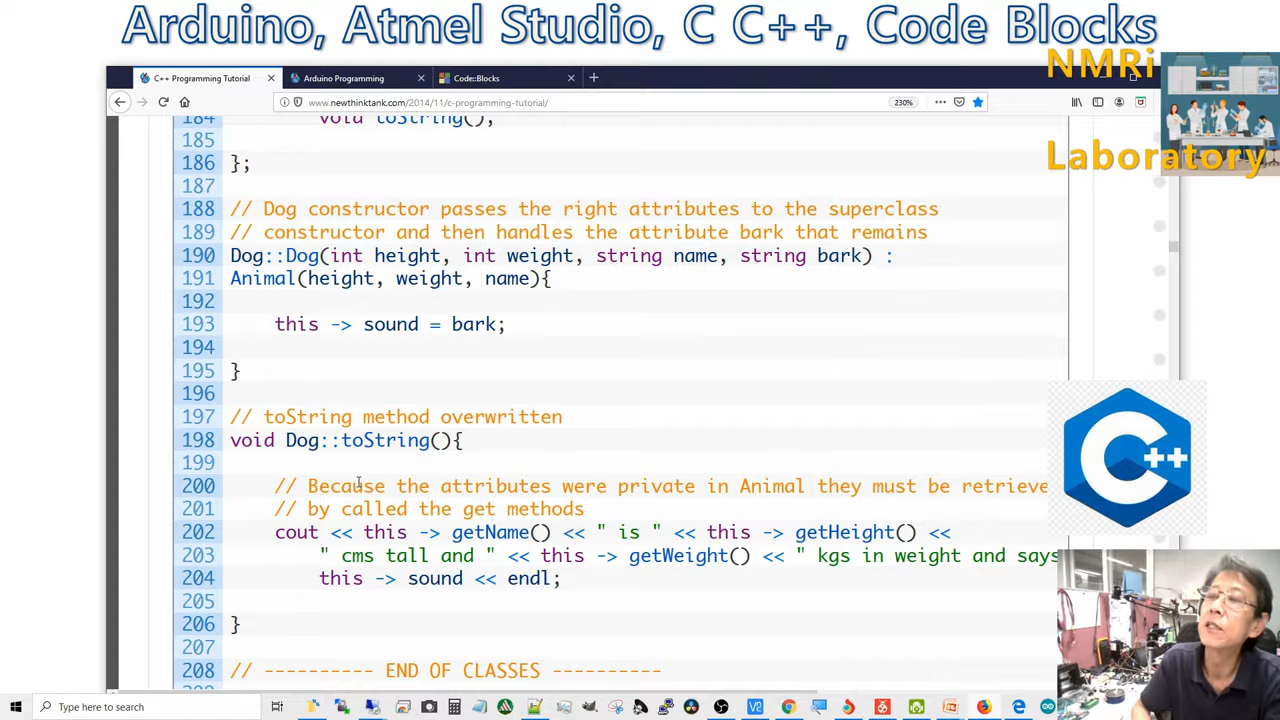 Arduino, Atmel Studio, C C++, Code Blocks
NMRi
Laboratory
C++ Programming Tutorial
Arduino Programming
Code::Blocks
www.newthinktank.com/2014/11/c-programming-tutorial/
230%
184 void toString();
185
186 };
187
188 // Dog constructor passes the right attributes to the superclass
189 // constructor and then handles the attribute bark that remains
190 Dog::Dog(int height, int weight, string name, string bark) :
191 Animal(height, weight, name){
192
193 this -> sound = bark;
194
195 }
196
197 // toString method overwritten
198 void Dog::toString(){
199
200 // Because the attributes were private in Animal they must be retrieve
201 // by called the get methods
202 cout << this -> getName() << " is " << this -> getHeight() <<
203 " cms tall and " << this -> getWeight() << " kgs in weight and says
204 this -> sound << endl;
205
206 }
207
208 // ---------- END OF CLASSES ----------
C++
Type here to search